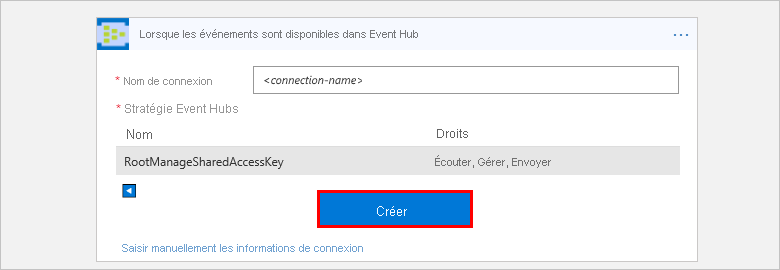 Lorsque les événements sont disponibles dans Event Hub
...
* Nom de connexion
<connection-name>
* Stratégie Event Hubs
Nom Droits
RootManageSharedAccessKey Écouter, Gérer, Envoyer
Créer
Saisir manuellement les informations de connexion